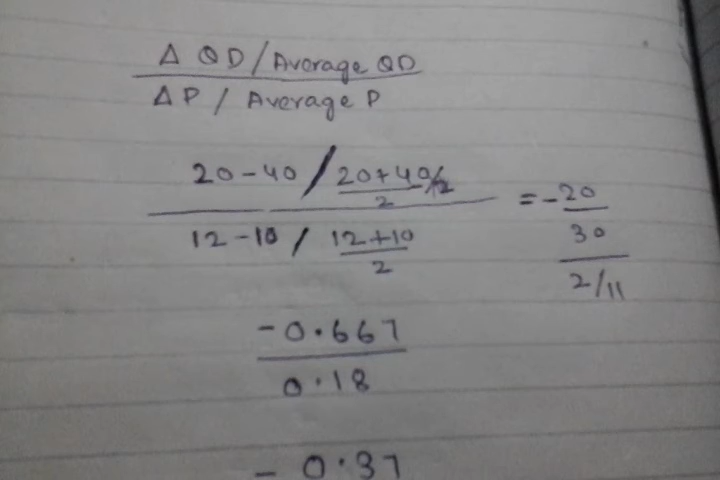 Δ QD / Average QD
ΔP / Average P
20-40 / 20+40/2
2
= -20
30
12-10 / 12+10
2
2/11
-0.667
0.18
- 0.37